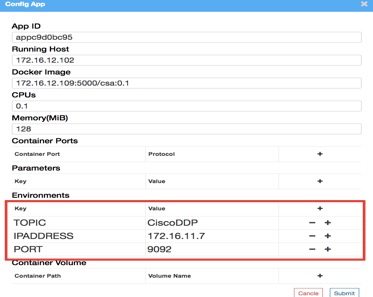 Config App
App ID
appc9d0bc95
Running Host
172.16.12.102
Docker Image
172.16.12.109:5000/csa:0.1
CPUs
0.1
Memory(MiB)
128
Container Ports
Container Port Protocol +
Parameters
Key Value +
Environments
Key Value +
TOPIC CiscoDDP − +
IPADDRESS 172.16.11.7 − +
PORT 9092 − +
Container Volume
Container Path Volume Name +
Cancle Submit